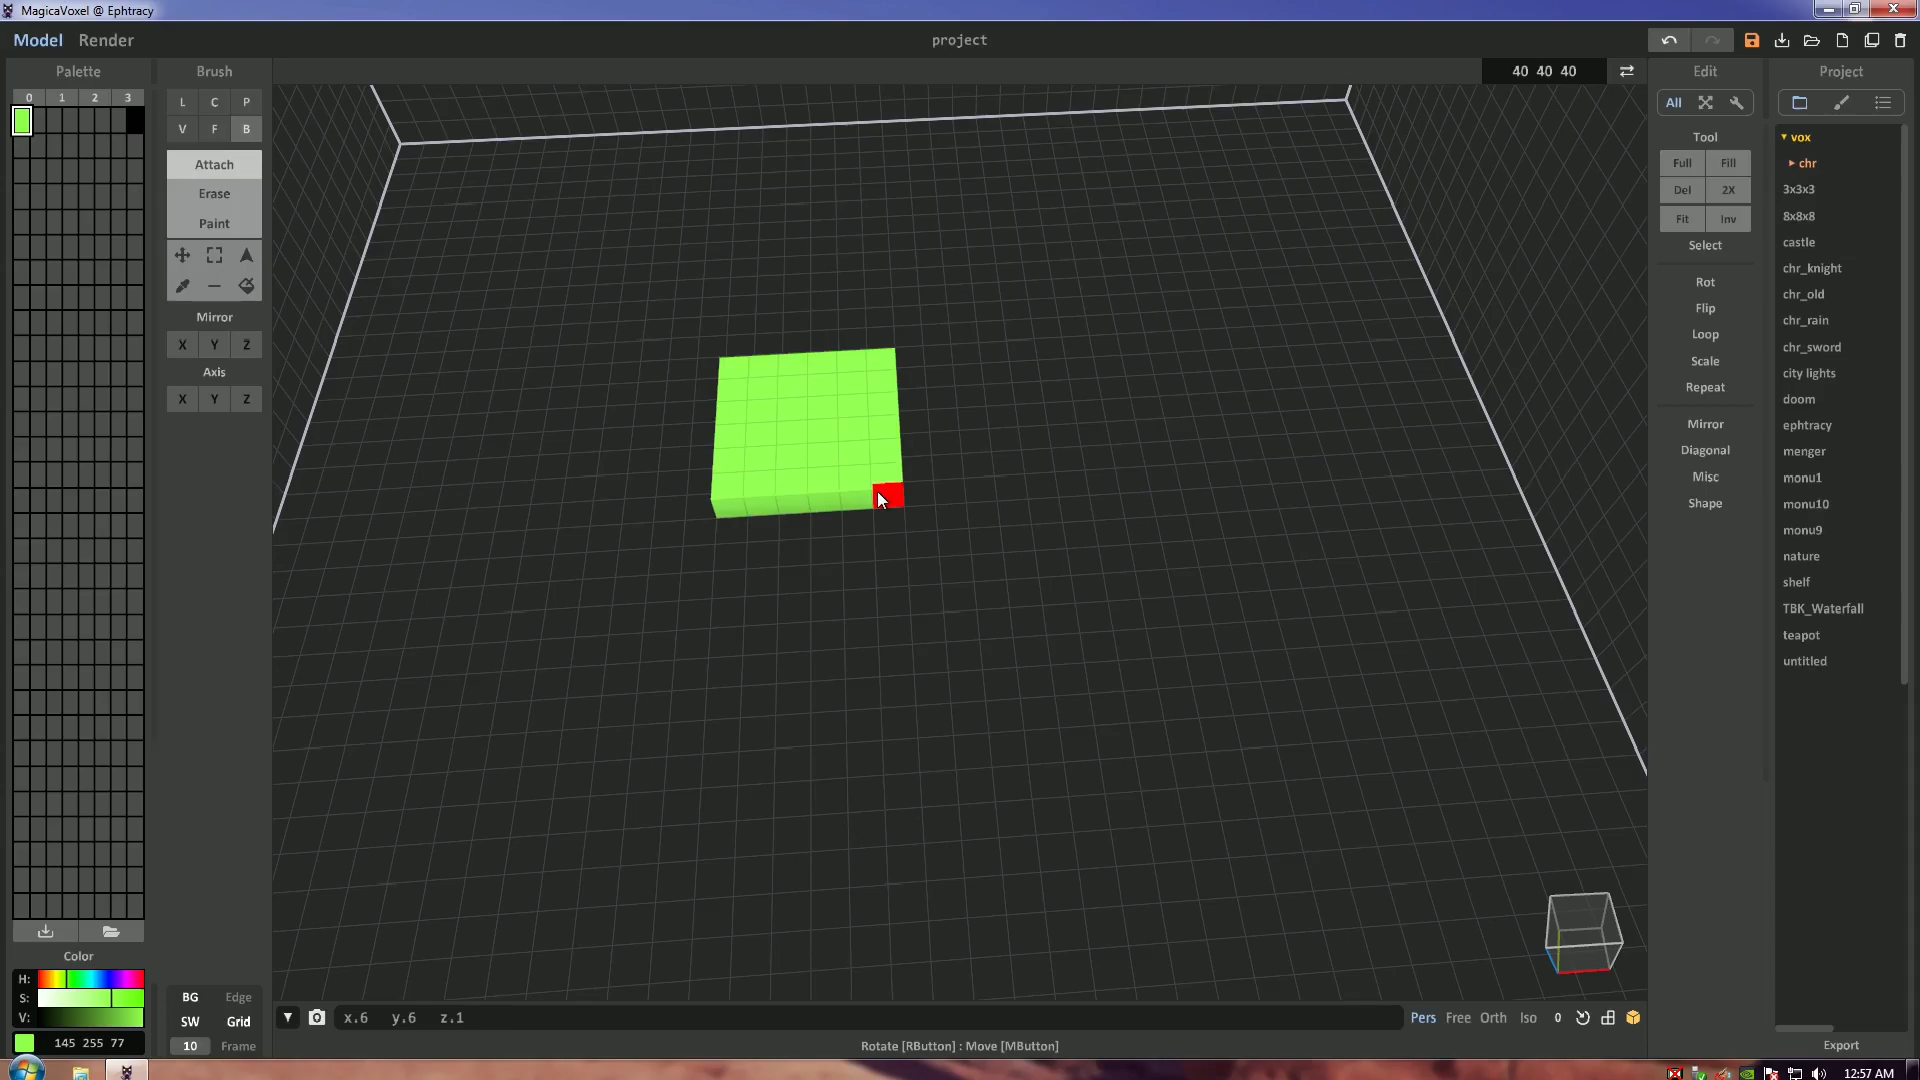 MagicaVoxel @ Ephtracy
Model Render
project
Palette
0 1 2 3
Brush
L C P
V F B
Attach
Erase
Paint
Mirror
X Y Z
Axis
X Y Z
40 40 40
Edit
All
Tool
Full Fill
Del 2X
Fit Inv
Select
Rot
Flip
Loop
Scale
Repeat
Mirror
Diagonal
Misc
Shape
Project
vox
chr
3x3x3
8x8x8
castle
chr_knight
chr_old
chr_rain
chr_sword
city lights
doom
ephtracy
menger
monu1
monu10
monu9
nature
shelf
TBK_Waterfall
teapot
untitled
Export
Color
H:
S:
V:
145 255 77
BG Edge
SW Grid
10 Frame
x.6 y.6 z.1
Pers Free Orth Iso 0
Rotate [RButton] : Move [MButton]
12:57 AM